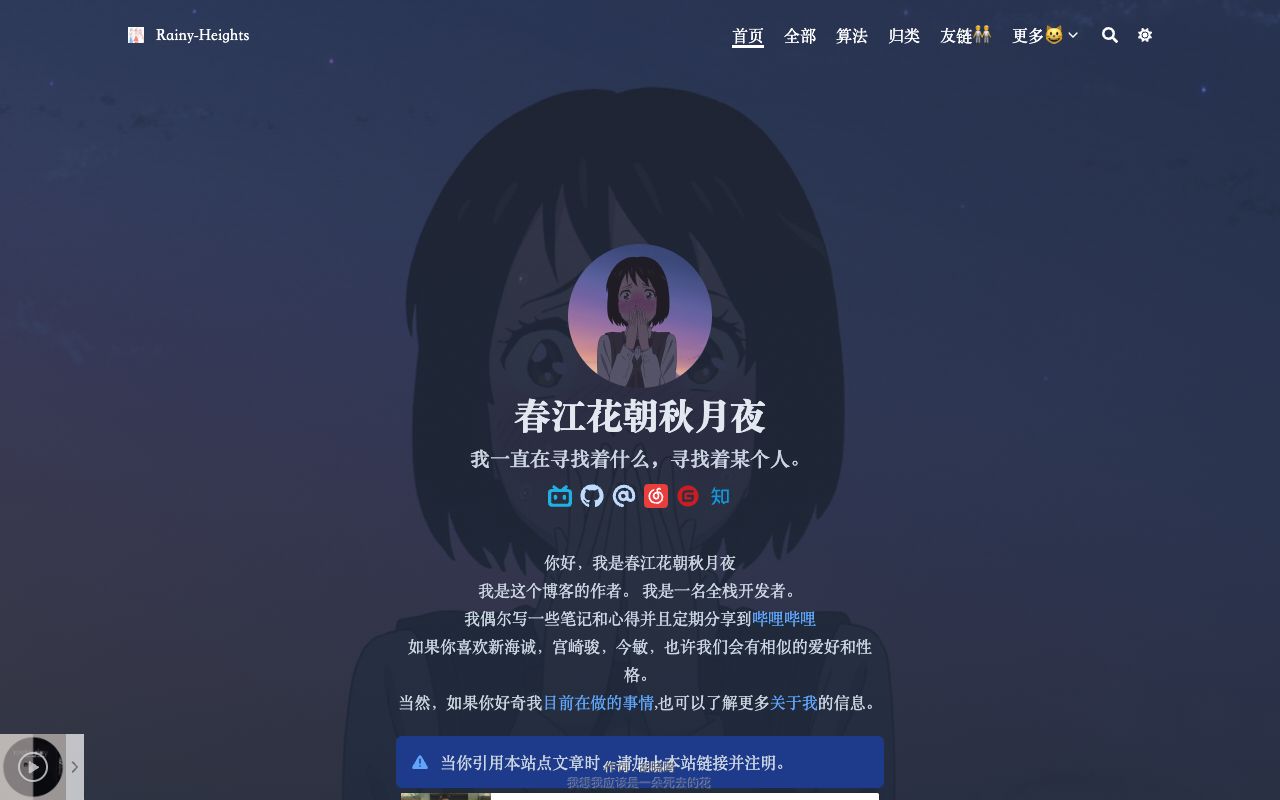 Rainy-Heights
首页 全部 算法 归类 友链 更多
春江花朝秋月夜
我一直在寻找着什么，寻找着某个人。
知
你好，我是春江花朝秋月夜
我是这个博客的作者。 我是一名全栈开发者。
我偶尔写一些笔记和心得并且定期分享到哔哩哔哩
如果你喜欢新海诚，宫崎骏，今敏，也许我们会有相似的爱好和性
格。
当然，如果你好奇我目前在做的事情,也可以了解更多关于我的信息。
当你引用本站点文章时，请加上本站链接并注明。
我想我应该是一朵死去的花